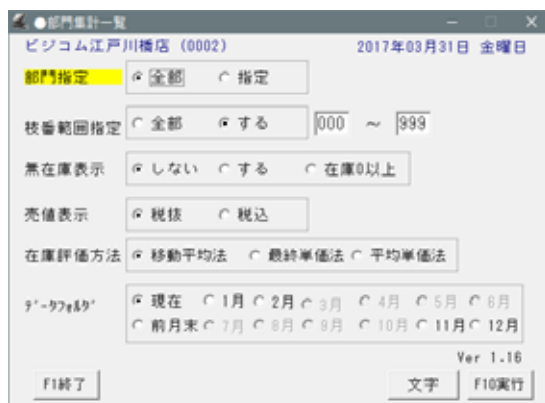 ●部門集計一覧
ビジコム江戸川橋店 (0002) 2017年03月31日 金曜日
部門指定 全部 指定
枝番範囲指定 全部 する 000 ～ 999
無在庫表示 しない する 在庫0以上
売値表示 税抜 税込
在庫評価方法 移動平均法 最終単価法 平均単価法
ﾃﾞｰﾀﾌｫﾙﾀﾞ 現在 1月 2月 3月 4月 5月 6月
前月末 7月 8月 9月 10月 11月 12月
Ver 1.16
F1終了 文字 F10実行